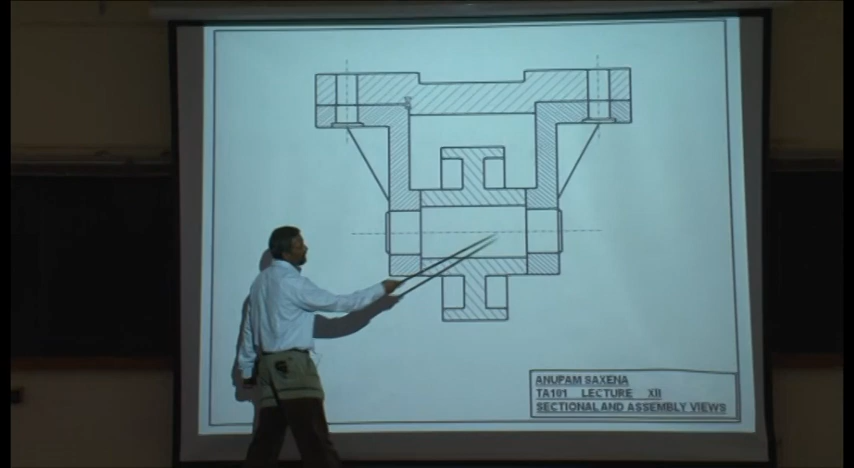 ANUPAM SAXENA
TA101 LECTURE XII
SECTIONAL AND ASSEMBLY VIEWS